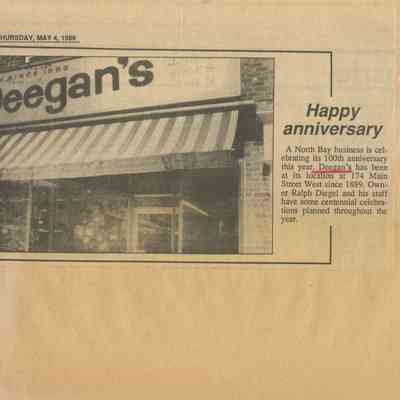 HURSDAY, MAY 4, 1989
SINCE 1889
Deegan's
Happy
anniversary
A North Bay business is cel-
ebrating its 100th anniversary
this year. Deegan's has been
at its location at 174 Main
Street West since 1889. Own-
er Ralph Diegel and his staff
have some centennial celebra-
tions planned throughout the
year.